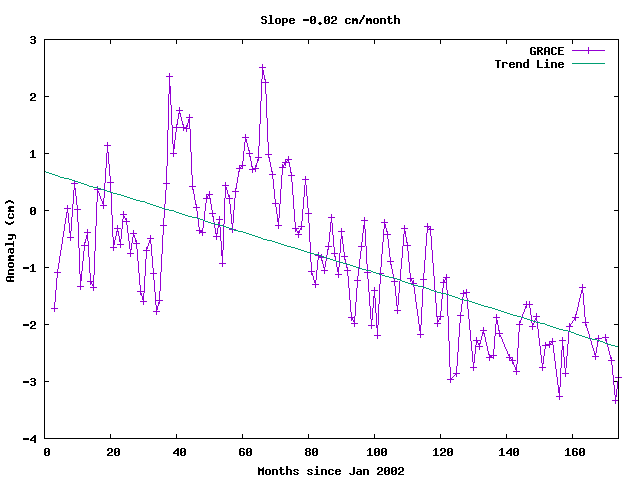 Slope -0.02 cm/month
GRACE
Trend Line
Anomaly (cm)
3
2
1
0
-1
-2
-3
-4
0 20 40 60 80 100 120 140 160
Months since Jan 2002